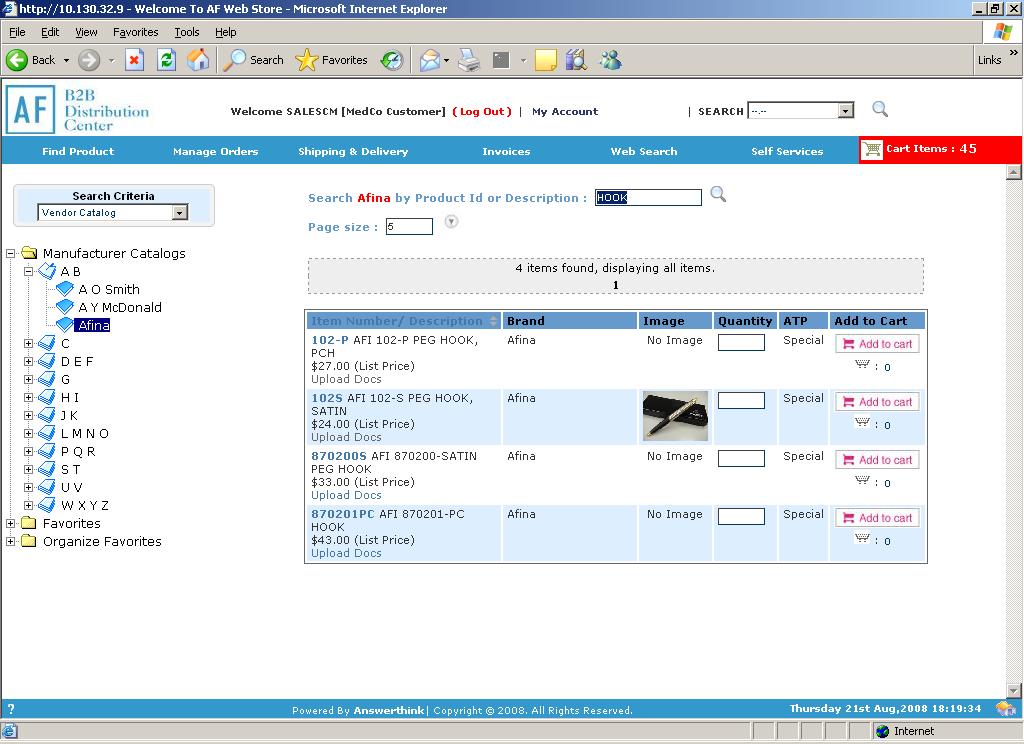 http://10.130.32.9 - Welcome To AF Web Store - Microsoft Internet Explorer
File Edit View Favorites Tools Help
Back Search Favorites Links »
AF B2B
Distribution
Center
Welcome SALESCM [MedCo Customer] ( Log Out ) | My Account | SEARCH --.--
Find Product Manage Orders Shipping & Delivery Invoices Web Search Self Services Cart Items : 45
Search Criteria
Vendor Catalog
Manufacturer Catalogs
A B
A O Smith
A Y McDonald
Afina
C
D E F
G
H I
J K
L M N O
P Q R
S T
U V
W X Y Z
Favorites
Organize Favorites
Search Afina by Product Id or Description : HOOK
Page size : 5
4 items found, displaying all items.
1
Item Number/ Description Brand Image Quantity ATP Add to Cart
102-P AFI 102-P PEG HOOK, Afina No Image Special Add to cart
PCH
$27.00 (List Price) : 0
Upload Docs
102S AFI 102-S PEG HOOK, Afina Special Add to cart
SATIN
$24.00 (List Price) : 0
Upload Docs
870200S AFI 870200-SATIN Afina No Image Special Add to cart
PEG HOOK
$33.00 (List Price) : 0
Upload Docs
870201PC AFI 870201-PC Afina No Image Special Add to cart
HOOK
$43.00 (List Price) : 0
Upload Docs
? Powered By Answerthink | Copyright © 2008. All Rights Reserved. Thursday 21st Aug,2008 18:19:34
Internet